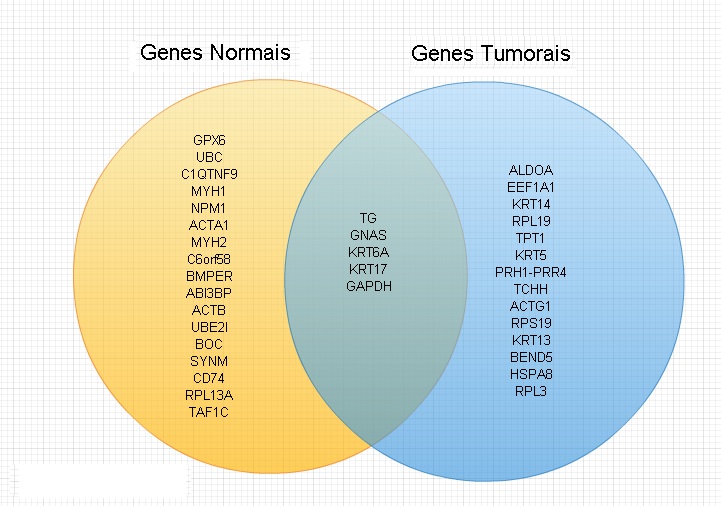 Genes Normais
Genes Tumorais
GPX6
UBC
C1QTNF9
MYH1
NPM1
ACTA1
MYH2
C6orf58
BMPER
ABI3BP
ACTB
UBE2I
BOC
SYNM
CD74
RPL13A
TAF1C
TG
GNAS
KRT6A
KRT17
GAPDH
ALDOA
EEF1A1
KRT14
RPL19
TPT1
KRT5
PRH1-PRR4
TCHH
ACTG1
RPS19
KRT13
BEND5
HSPA8
RPL3